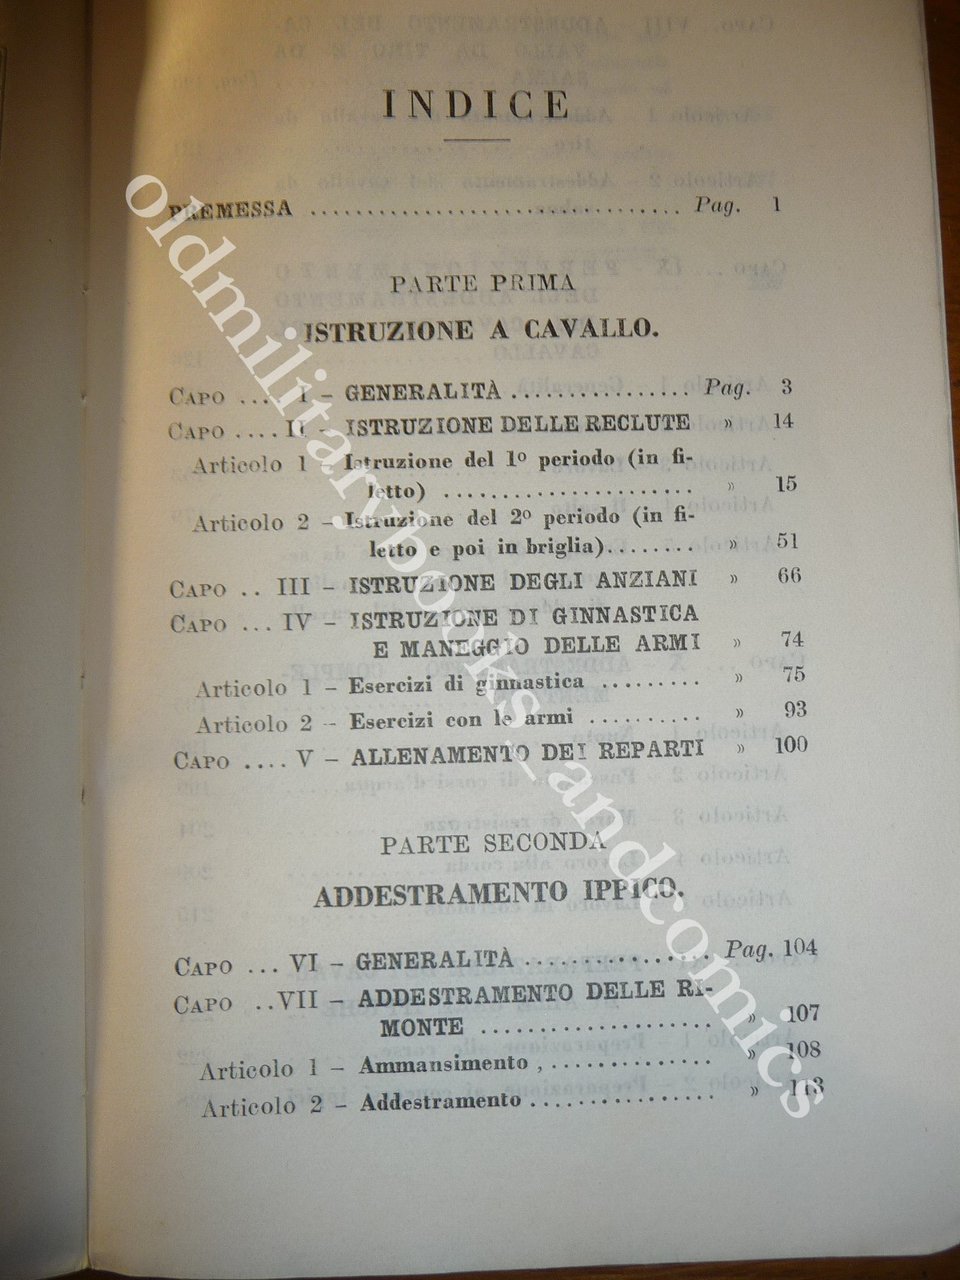 INDICE
PREMESSA ................................ Pag. 1
PARTE PRIMA
ISTRUZIONE A CAVALLO.
CAPO .... I – GENERALITÀ ................ Pag. 3
CAPO .... II – ISTRUZIONE DELLE RECLUTE » 14
Articolo 1 – Istruzione del 1º periodo (in fi-
letto) ...................... » 15
Articolo 2 – Istruzione del 2º periodo (in fi-
letto e poi in briglia)........ » 51
CAPO .. III – ISTRUZIONE DEGLI ANZIANI » 66
CAPO ... IV – ISTRUZIONE DI GINNASTICA
E MANEGGIO DELLE ARMI » 74
Articolo 1 – Esercizi di ginnastica ......... » 75
Articolo 2 – Esercizi con le armi .......... » 93
CAPO .... V – ALLENAMENTO DEI REPARTI » 100
PARTE SECONDA
ADDESTRAMENTO IPPICO.
CAPO ... VI – GENERALITÀ ................ Pag. 104
CAPO ..VII – ADDESTRAMENTO DELLE RI-
MONTE .................... » 107
Articolo 1 – Ammansimento , .............. » 108
Articolo 2 – Addestramento ................ » 113
oldmilitarybooks_andcomics